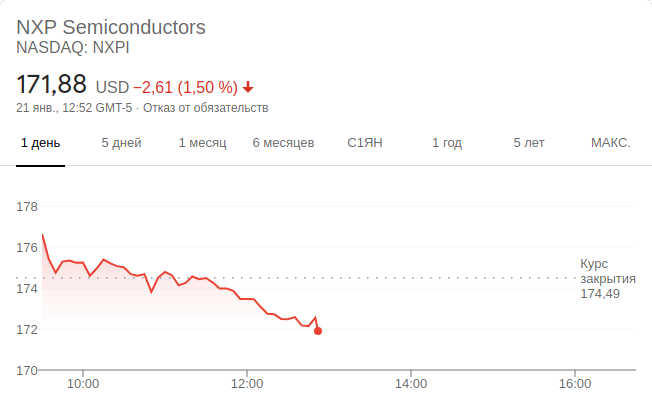 NXP Semiconductors
NASDAQ: NXPI
171,88 USD −2,61 (1,50 %)
21 янв., 12:52 GMT-5 · Отказ от обязательств
1 день 5 дней 1 месяц 6 месяцев С1ЯН 1 год 5 лет МАКС.
178
176
Курс
закрытия
174,49
174
172
170
10:00 12:00 14:00 16:00